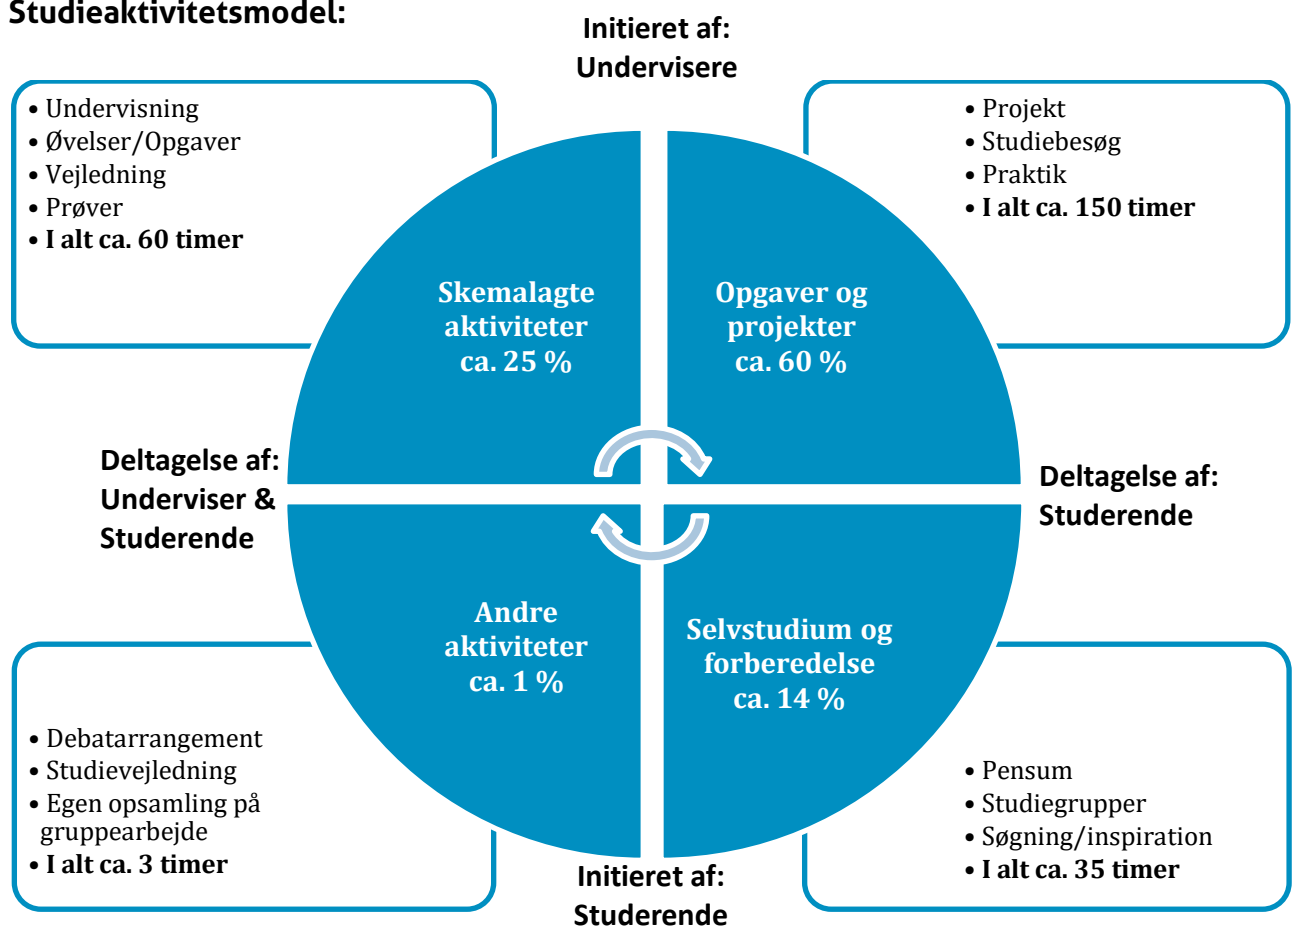 Studieaktivitetsmodel:
Initieret af:
Undervisere
• Undervisning
• Øvelser/Opgaver
• Vejledning
• Prøver
• I alt ca. 60 timer
• Projekt
• Studiebesøg
• Praktik
• I alt ca. 150 timer
Skemalagte
aktiviteter
ca. 25 %
Opgaver og
projekter
ca. 60 %
Deltagelse af:
Underviser &
Studerende
Deltagelse af:
Studerende
Andre
aktiviteter
ca. 1 %
Selvstudium og
forberedelse
ca. 14 %
• Debatarrangement
• Studievejledning
• Egen opsamling på
gruppearbejde
• I alt ca. 3 timer
• Pensum
• Studiegrupper
• Søgning/inspiration
• I alt ca. 35 timer
Initieret af:
Studerende